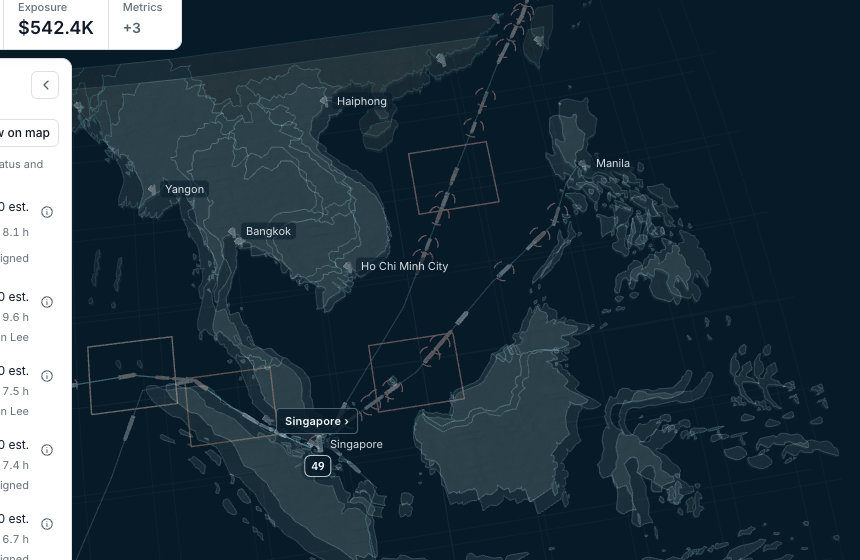 Exposure
Metrics
$542.4K
+3
w on map
atus and
0 est.
8.1 h
igned
0 est.
9.6 h
n Lee
0 est.
7.5 h
n Lee
0 est.
7.4 h
igned
0 est.
6.7 h
igned
Haiphong
Manila
Yangon
Bangkok
Ho Chi Minh City
Singapore ›
Singapore
49